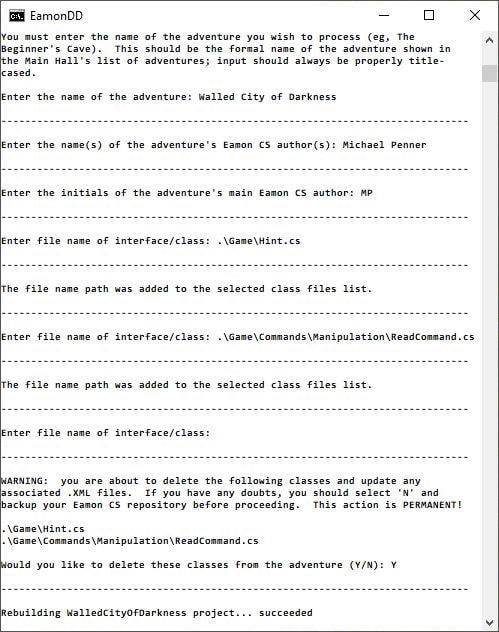 EamonDD
You must enter the name of the adventure you wish to process (eg, The
Beginner's Cave).  This should be the formal name of the adventure shown in
the Main Hall's list of adventures; input should always be properly title-
cased.
Enter the name of the adventure: Walled City of Darkness
------------------------------------------------------------------------------
Enter the name(s) of the adventure's Eamon CS author(s): Michael Penner
------------------------------------------------------------------------------
Enter the initials of the adventure's main Eamon CS author: MP
------------------------------------------------------------------------------
Enter file name of interface/class: .\Game\Hint.cs
------------------------------------------------------------------------------
The file name path was added to the selected class files list.
------------------------------------------------------------------------------
Enter file name of interface/class: .\Game\Commands\Manipulation\ReadCommand.cs
------------------------------------------------------------------------------
The file name path was added to the selected class files list.
------------------------------------------------------------------------------
Enter file name of interface/class:
------------------------------------------------------------------------------
WARNING:  you are about to delete the following classes and update any
associated .XML files.  If you have any doubts, you should select 'N' and
backup your Eamon CS repository before proceeding.  This action is PERMANENT!
.\Game\Hint.cs
.\Game\Commands\Manipulation\ReadCommand.cs
Would you like to delete these classes from the adventure (Y/N): Y
------------------------------------------------------------------------------
Rebuilding WalledCityOfDarkness project... succeeded